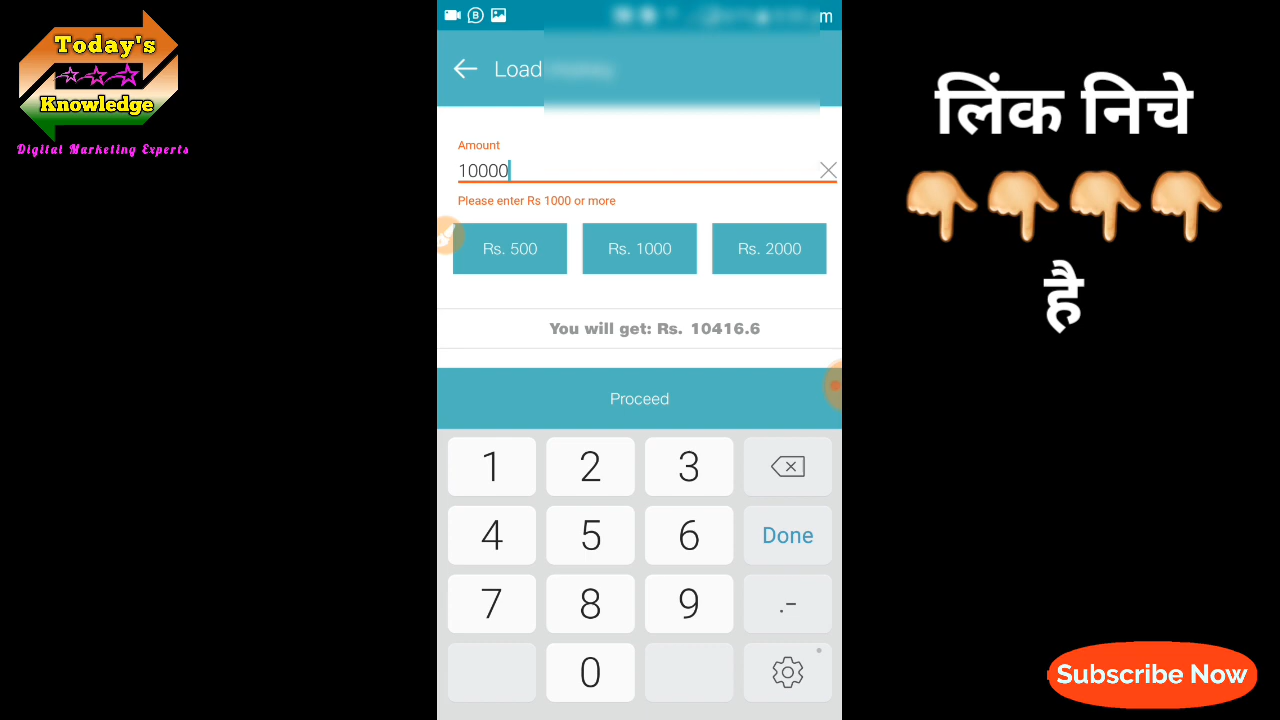 Today's
Knowledge
Digital Marketing Experts
m
Load
Amount
10000
Please enter Rs 1000 or more
Rs. 500 Rs. 1000 Rs. 2000
You will get: Rs. 10416.6
Proceed
1 2 3
4 5 6 Done
7 8 9 .-
0
लिंक निचे
है
Subscribe Now